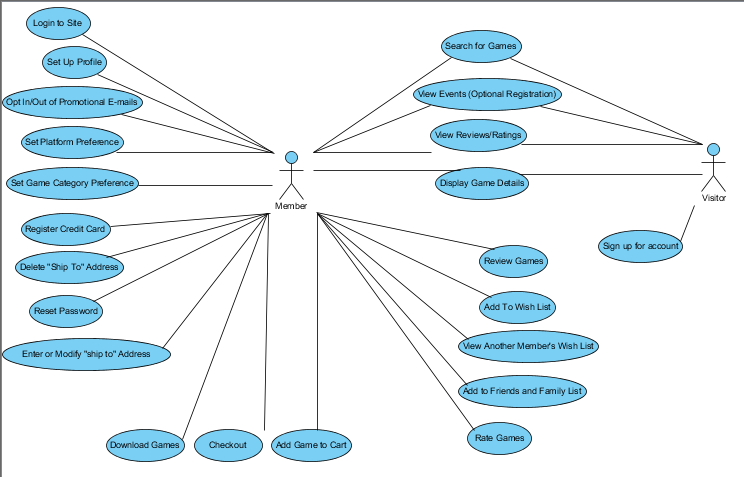 Login to Site
Search for Games
Set Up Profile
View Events (Optional Registration)
Opt In/Out of Promotional E-mails
View Reviews/Ratings
Set Platform Preference
Set Game Category Preference
Display Game Details
Visitor
Member
Register Credit Card
Sign up for account
Review Games
Delete "Ship To" Address
Add To Wish List
Reset Password
View Another Member's Wish List
Enter or Modify "ship to" Address
Add to Friends and Family List
Rate Games
Download Games
Checkout
Add Game to Cart